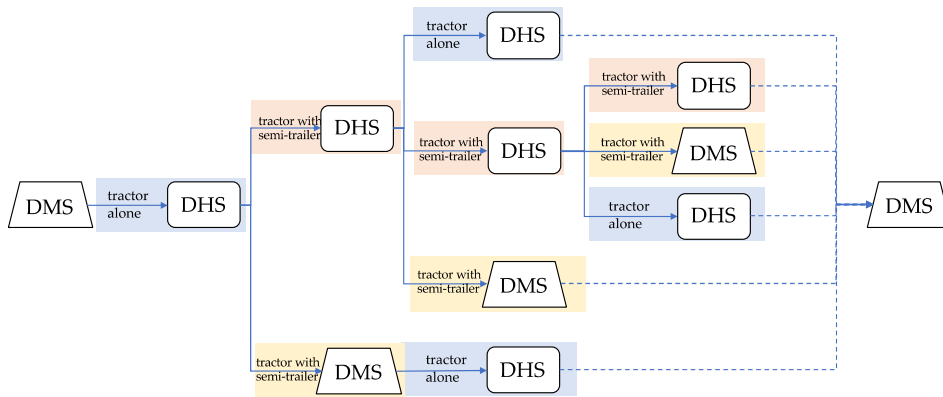 tractor
alone
DHS
tractor with
semi-trailer
DHS
tractor with
semi-trailer
DHS
tractor with
semi-trailer
DHS
tractor with
semi-trailer
DMS
DMS
tractor
alone
DHS
tractor
alone
DHS
DMS
tractor with
semi-trailer
DMS
tractor with
semi-trailer
DMS
tractor
alone
DHS